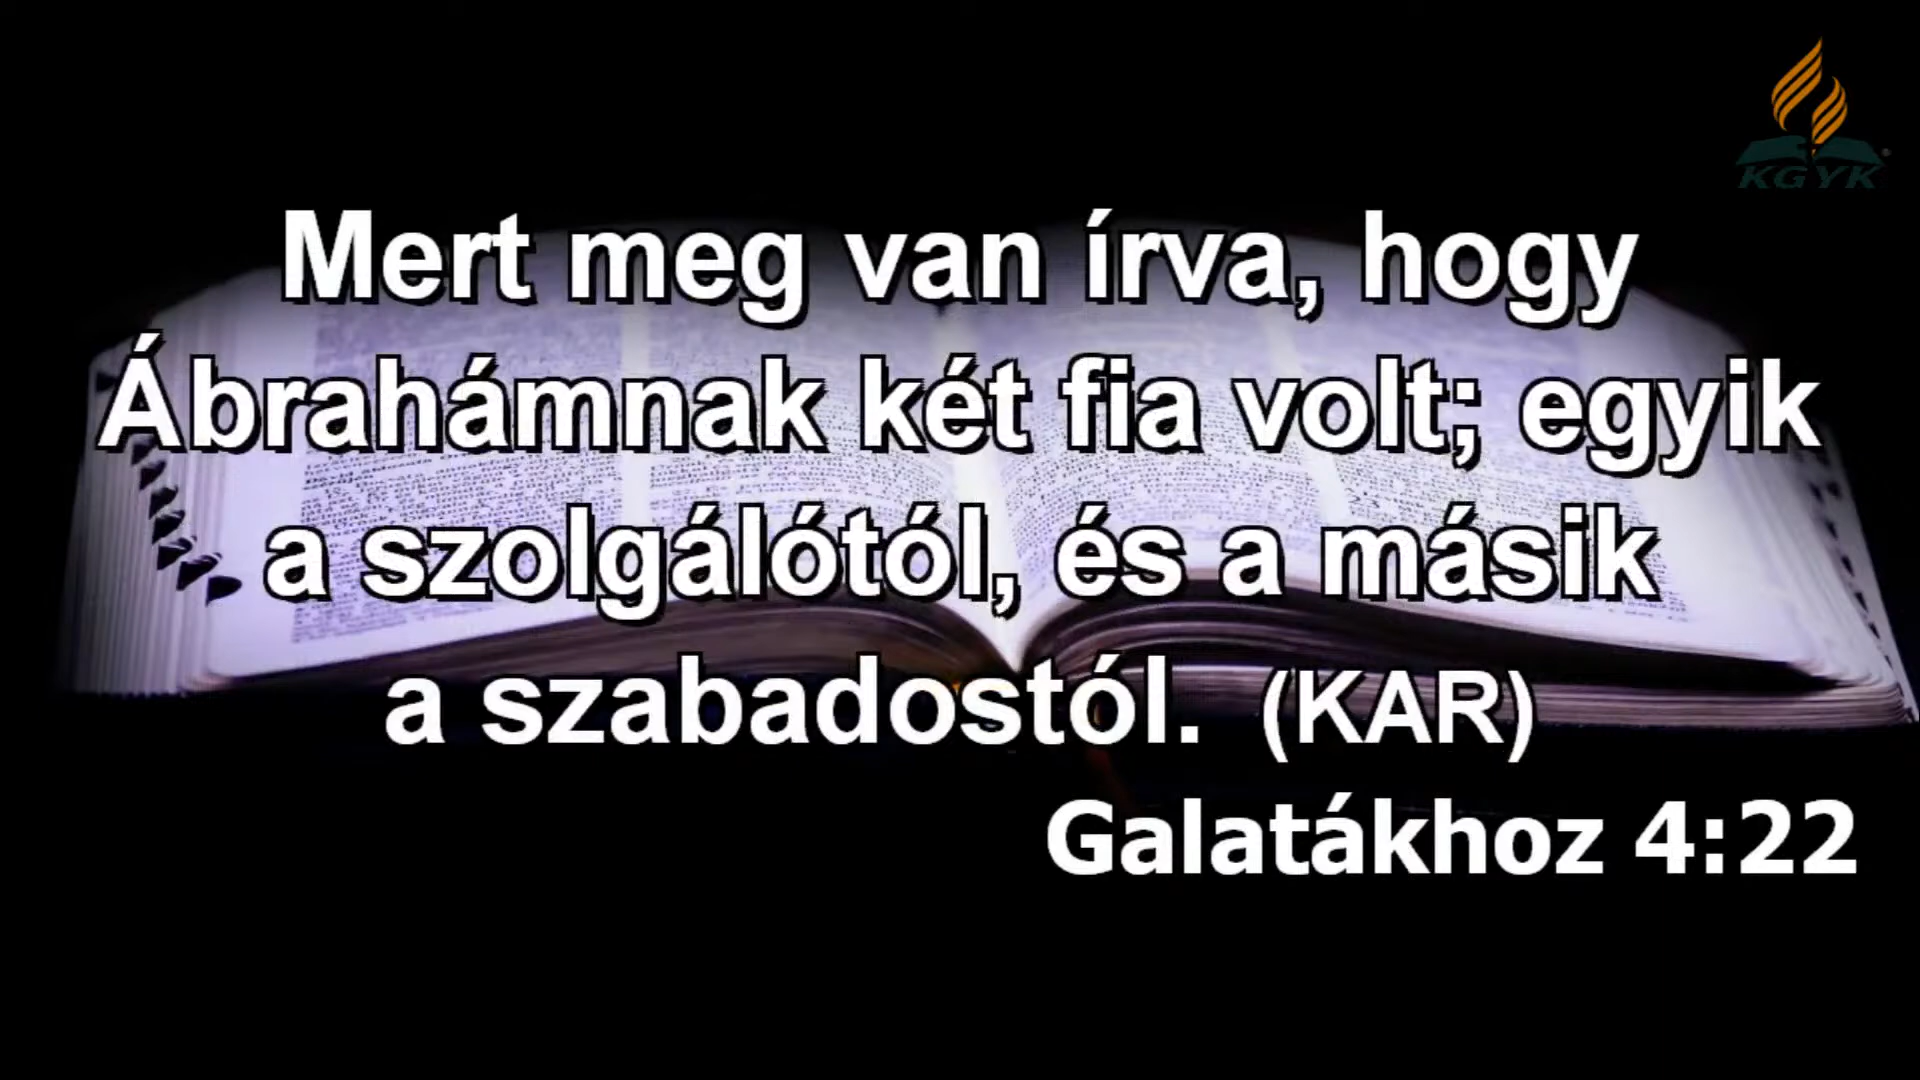 KGYK
Mert meg van írva, hogy
Ábrahámnak két fia volt; egyik
a szolgálótól, és a másik
a szabadostól. (KAR)
Galatákhoz 4:22